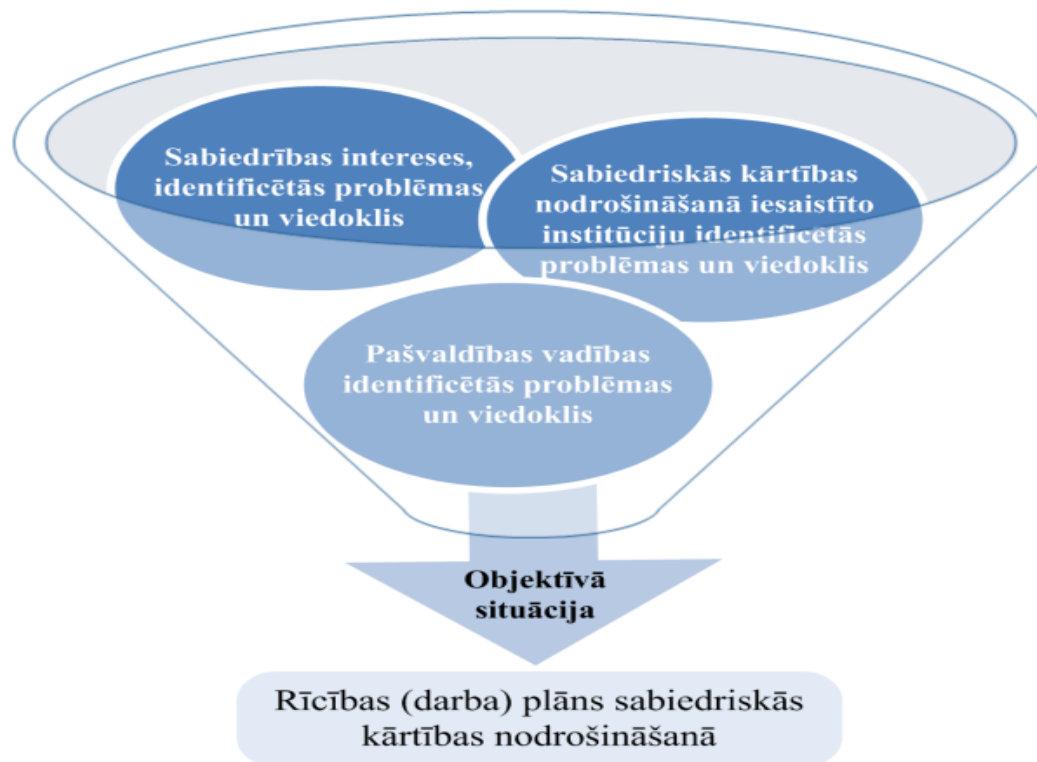 Sabiedrības intereses,
identificētās problēmas
un viedoklis
Sabiedriskās kārtības
nodrošināšanā iesaistīto
institūciju identificētās
problēmas un viedoklis
Pašvaldības vadības
identificētās problēmas
un viedoklis
Objektīvā
situācija
Rīcības (darba) plāns sabiedriskās
kārtības nodrošināšanā